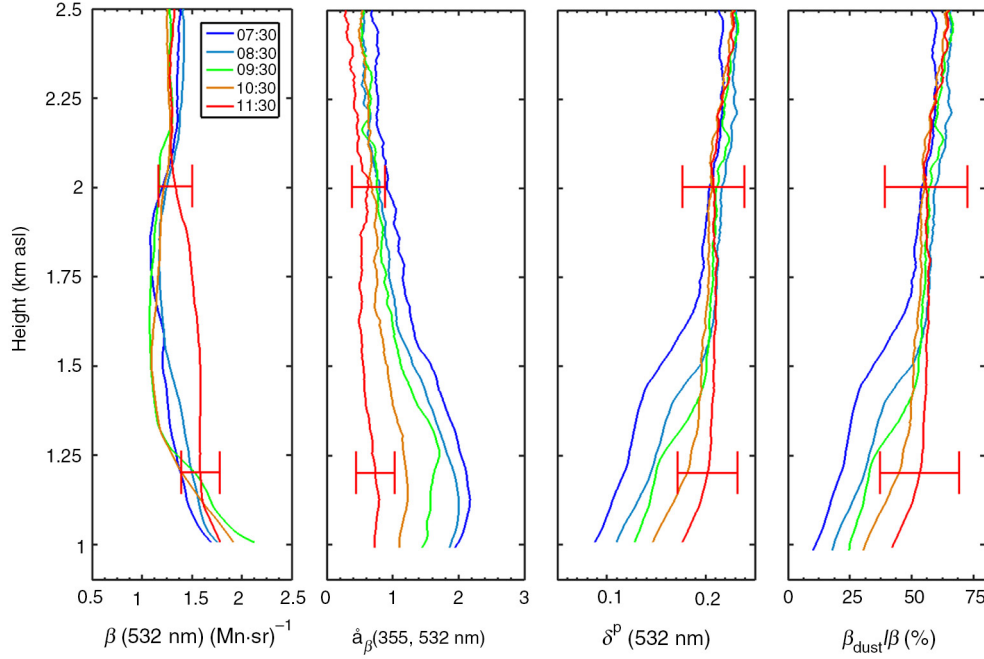 2.5
2.25
2
1.75
1.5
1.25
1
Height (km asl)
07:30
08:30
09:30
10:30
11:30
0.5 1 1.5 2 2.5
β (532 nm) (Mn·sr)⁻¹
0 1 2 3
å_β(355, 532 nm)
0.1 0.2
δᵖ (532 nm)
0 25 50 75
β_dust/β (%)